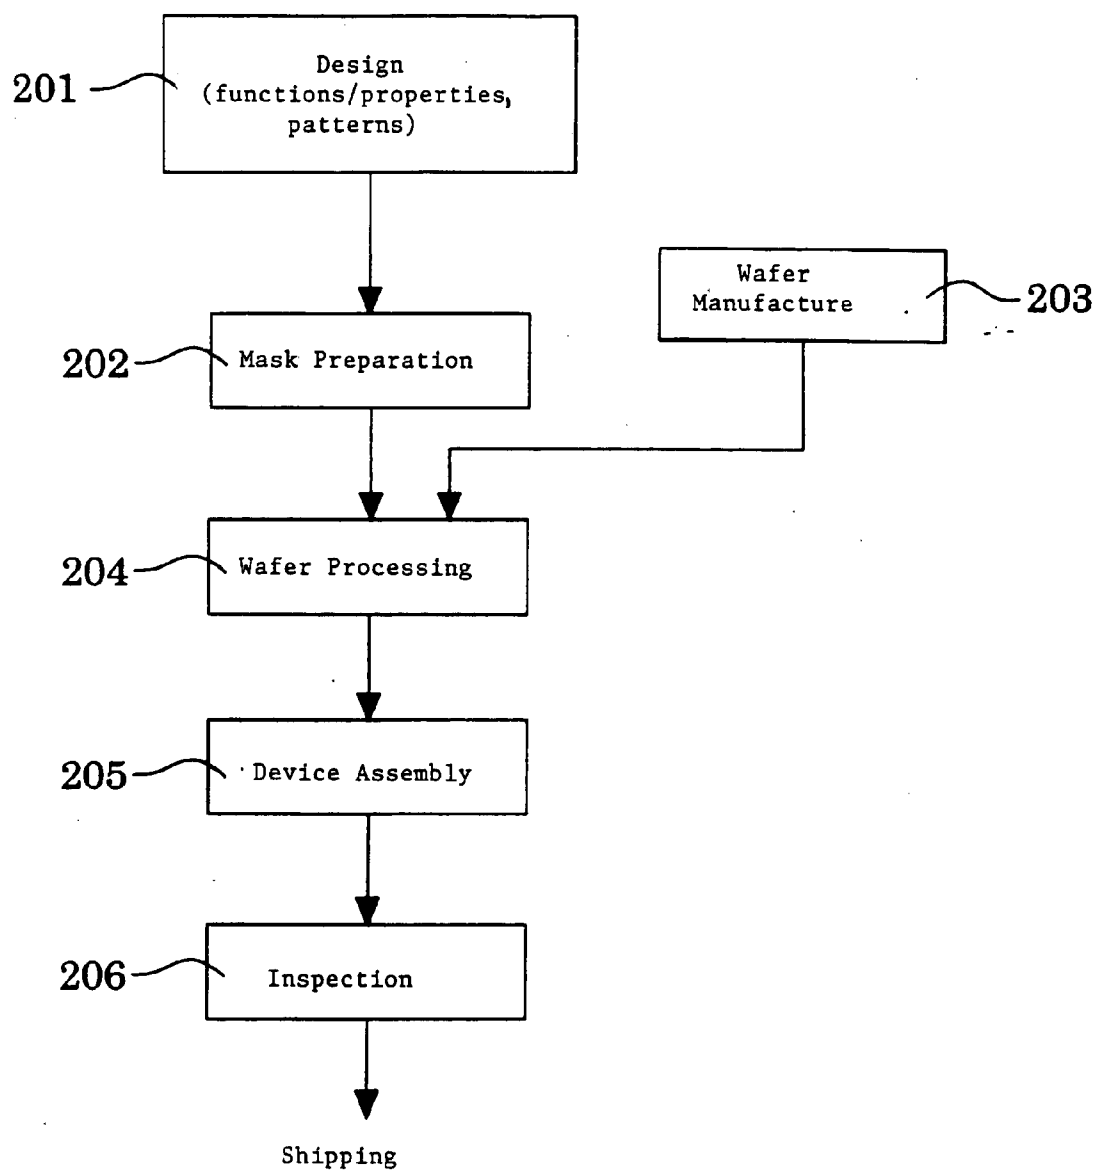 201
Design
(functions/properties,
patterns)
Wafer
Manufacture
203
202
Mask Preparation
204
Wafer Processing
205
Device Assembly
206
Inspection
Shipping